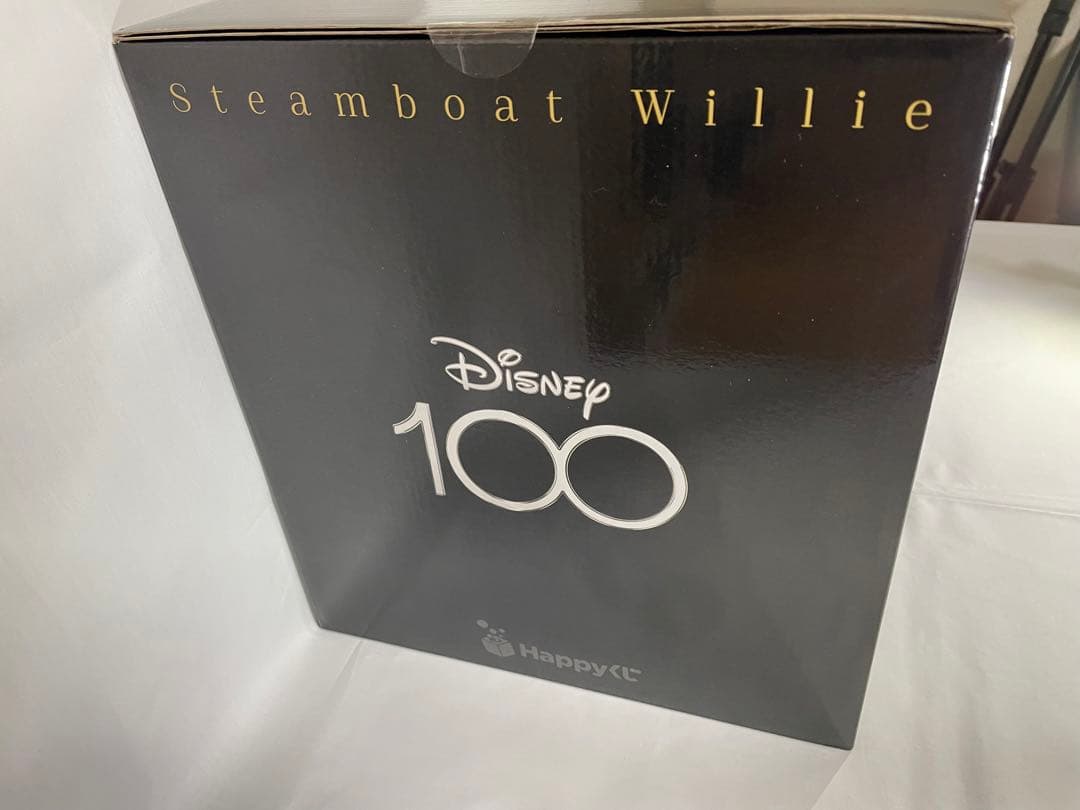 Steamboat Willie
Disney
100
Happyくじ